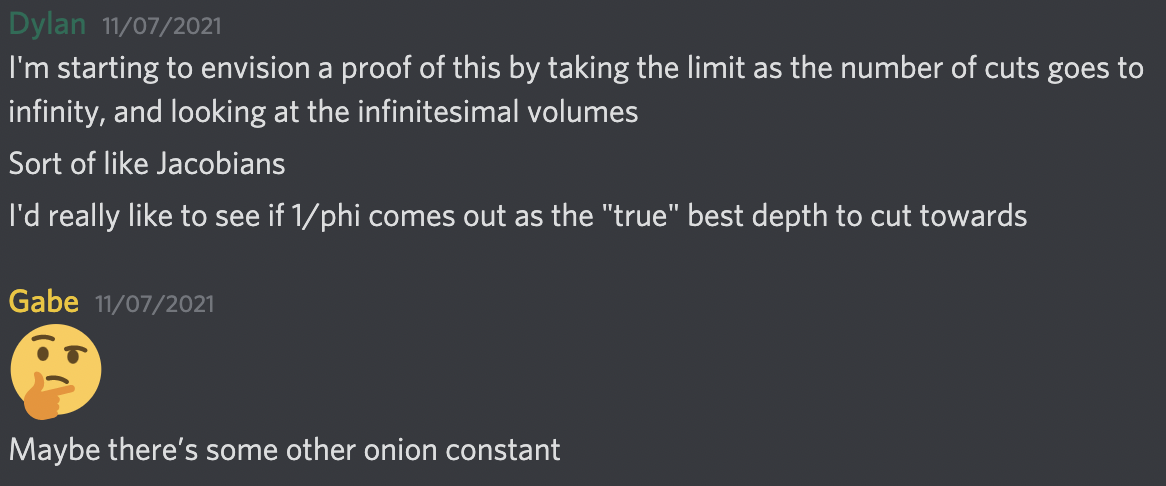 Dylan 11/07/2021
I'm starting to envision a proof of this by taking the limit as the number of cuts goes to
infinity, and looking at the infinitesimal volumes
Sort of like Jacobians
I'd really like to see if 1/phi comes out as the "true" best depth to cut towards
Gabe 11/07/2021
Maybe there’s some other onion constant